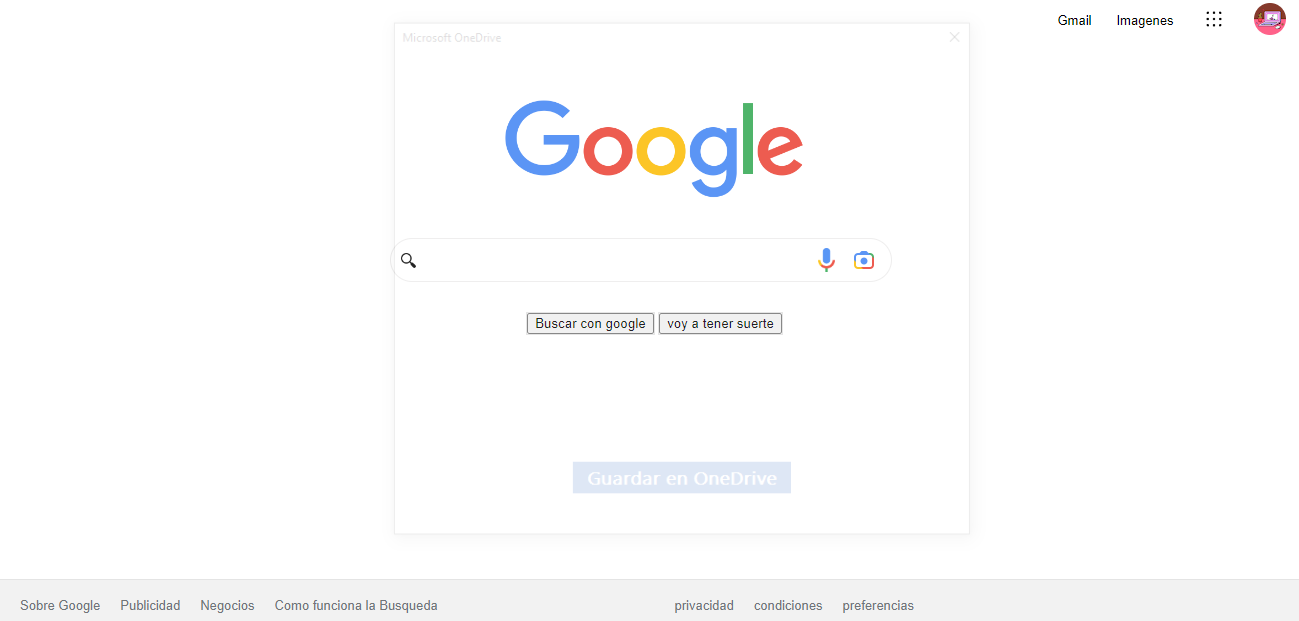 Gmail Imagenes
Microsoft OneDrive
Google
Buscar con google voy a tener suerte
Guardar en OneDrive
Sobre Google Publicidad Negocios Como funciona la Busqueda privacidad condiciones preferencias